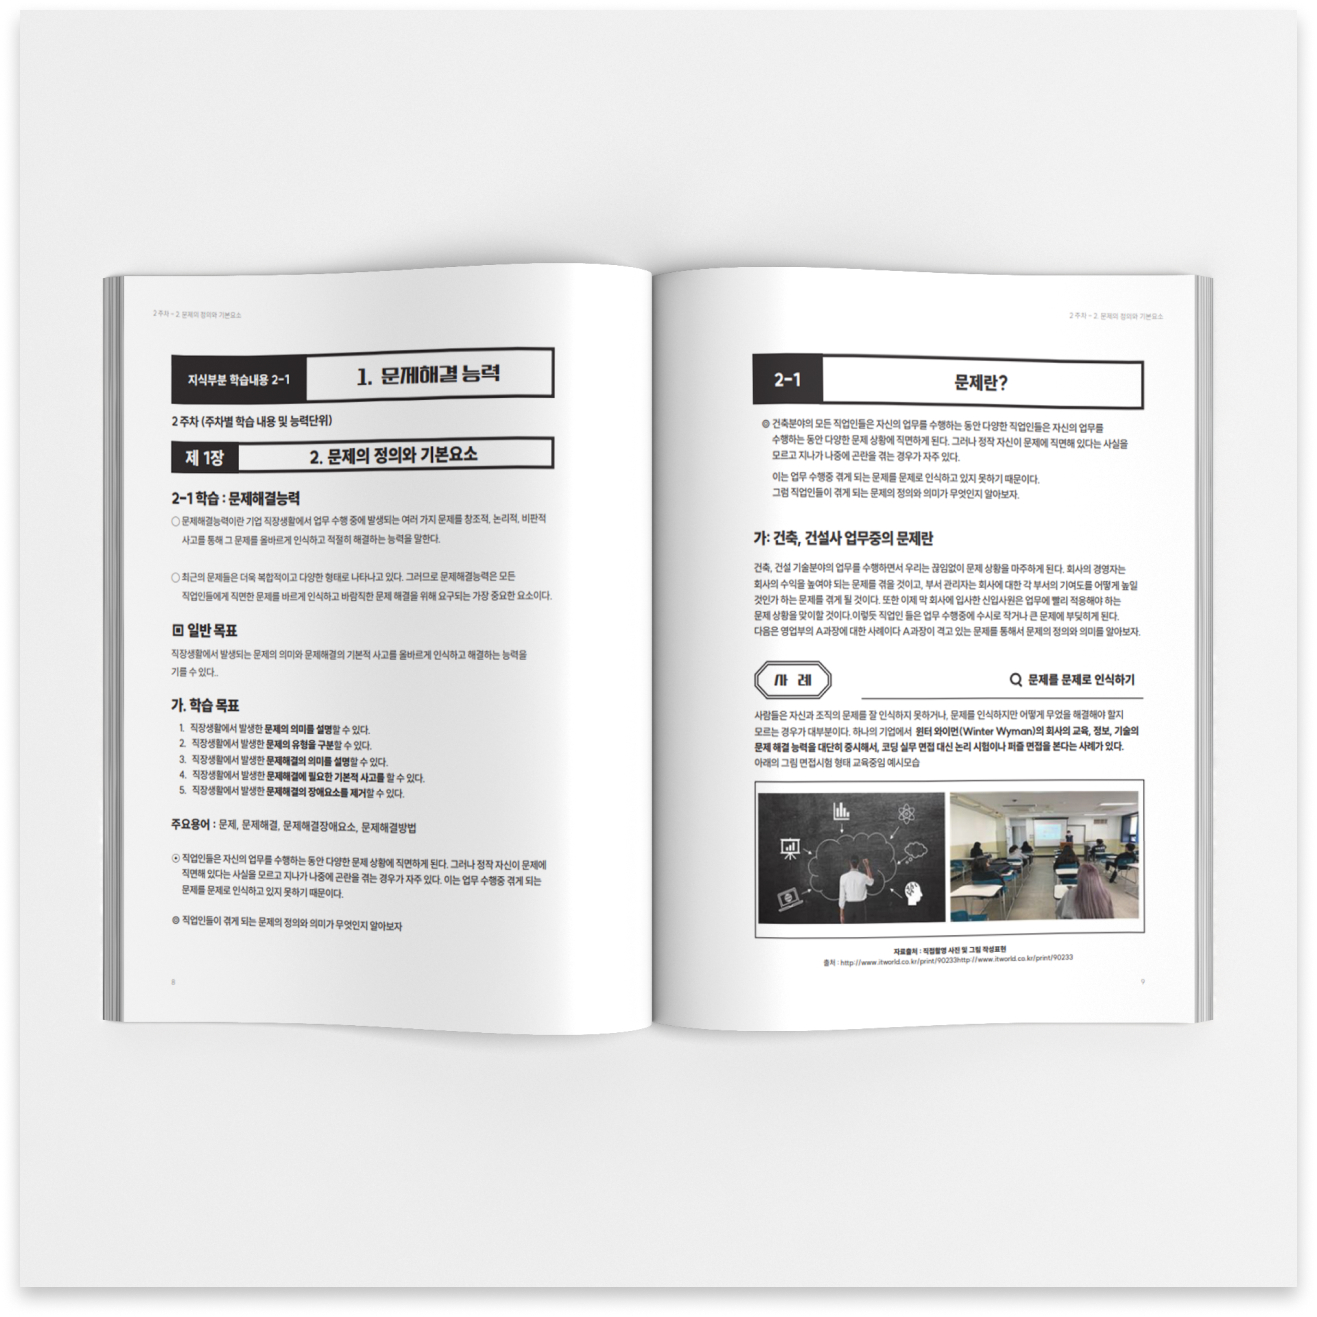 2주차 - 2. 문제의 정의와 기본요소
지식부분 학습내용 2-1
1. 문제해결 능력
2 주차 (주차별 학습 내용 및 능력단위)
제 1장
2. 문제의 정의와 기본요소
2-1 학습 : 문제해결능력
○ 문제해결능력이란 기업 직장생활에서 업무 수행 중에 발생되는 여러 가지 문제를 창조적, 논리적, 비판적
사고를 통해 그 문제를 올바르게 인식하고 적절히 해결하는 능력을 말한다.
○ 최근의 문제들은 더욱 복합적이고 다양한 형태로 나타나고 있다. 그러므로 문제해결능력은 모든
직업인들에게 직면한 문제를 바르게 인식하고 바람직한 문제 해결을 위해 요구되는 가장 중요한 요소이다.
▣ 일반 목표
직장생활에서 발생되는 문제의 의미와 문제해결의 기본적 사고를 올바르게 인식하고 해결하는 능력을
기를 수 있다..
가. 학습 목표
1. 직장생활에서 발생한 문제의 의미를 설명할 수 있다.
2. 직장생활에서 발생한 문제의 유형을 구분할 수 있다.
3. 직장생활에서 발생한 문제해결의 의미를 설명할 수 있다.
4. 직장생활에서 발생한 문제해결에 필요한 기본적 사고를 할 수 있다.
5. 직장생활에서 발생한 문제해결의 장애요소를 제거할 수 있다.
주요용어 : 문제, 문제해결, 문제해결장애요소, 문제해결방법
⊙ 직업인들은 자신의 업무를 수행하는 동안 다양한 문제 상황에 직면하게 된다. 그러나 정작 자신이 문제에
직면해 있다는 사실을 모르고 지나가 나중에 곤란을 겪는 경우가 자주 있다. 이는 업무 수행중 겪게 되는
문제를 문제로 인식하고 있지 못하기 때문이다.
◍ 직업인들이 겪게 되는 문제의 정의와 의미가 무엇인지 알아보자
8
2주차 - 2. 문제의 정의와 기본요소
2-1
문제란?
◍ 건축분야의 모든 직업인들은 자신의 업무를 수행하는 동안 다양한 직업인들은 자신의 업무를
수행하는 동안 다양한 문제 상황에 직면하게 된다. 그러나 정작 자신이 문제에 직면해 있다는 사실을
모르고 지나가 나중에 곤란을 겪는 경우가 자주 있다.
이는 업무 수행중 겪게 되는 문제를 문제로 인식하고 있지 못하기 때문이다.
그럼 직업인들이 겪게 되는 문제의 정의와 의미가 무엇인지 알아보자.
가: 건축, 건설사 업무중의 문제란
건축, 건설 기술분야의 업무를 수행하면서 우리는 끊임없이 문제 상황을 마주하게 된다. 회사의 경영자는
회사의 수익을 높여야 되는 문제를 겪을 것이고, 부서 관리자는 회사에 대한 각 부서의 기여도를 어떻게 높일
것인가 하는 문제를 겪게 될 것이다. 또한 이제 막 회사에 입사한 신입사원은 업무에 빨리 적응해야 하는
문제 상황을 맞이할 것이다.이렇듯 직업인 들은 업무 수행중에 수시로 작거나 큰 문제에 부딪히게 된다.
다음은 영업부의 A과장에 대한 사례이다 A과장이 격고 있는 문제를 통해서 문제의 정의와 의미를 알아보자.
사 례
문제를 문제로 인식하기
사람들은 자신과 조직의 문제를 잘 인식하지 못하거나, 문제를 인식하지만 어떻게 무었을 해결해야 할지
모르는 경우가 대부분이다. 하나의 기업에서 윈터 와이먼(Winter Wyman)의 회사의 교육, 정보, 기술의
문제 해결 능력을 대단히 중시해서, 코딩 실무 면접 대신 논리 시험이나 퍼즐 면접을 본다는 사례가 있다.
아래의 그림 면접시험 형태 교육중임 예시모습
자료출처 : 직접촬영 사진 및 그림 작성표현
출처 : http://www.itworld.co.kr/print/90233http://www.itworld.co.kr/print/90233
9